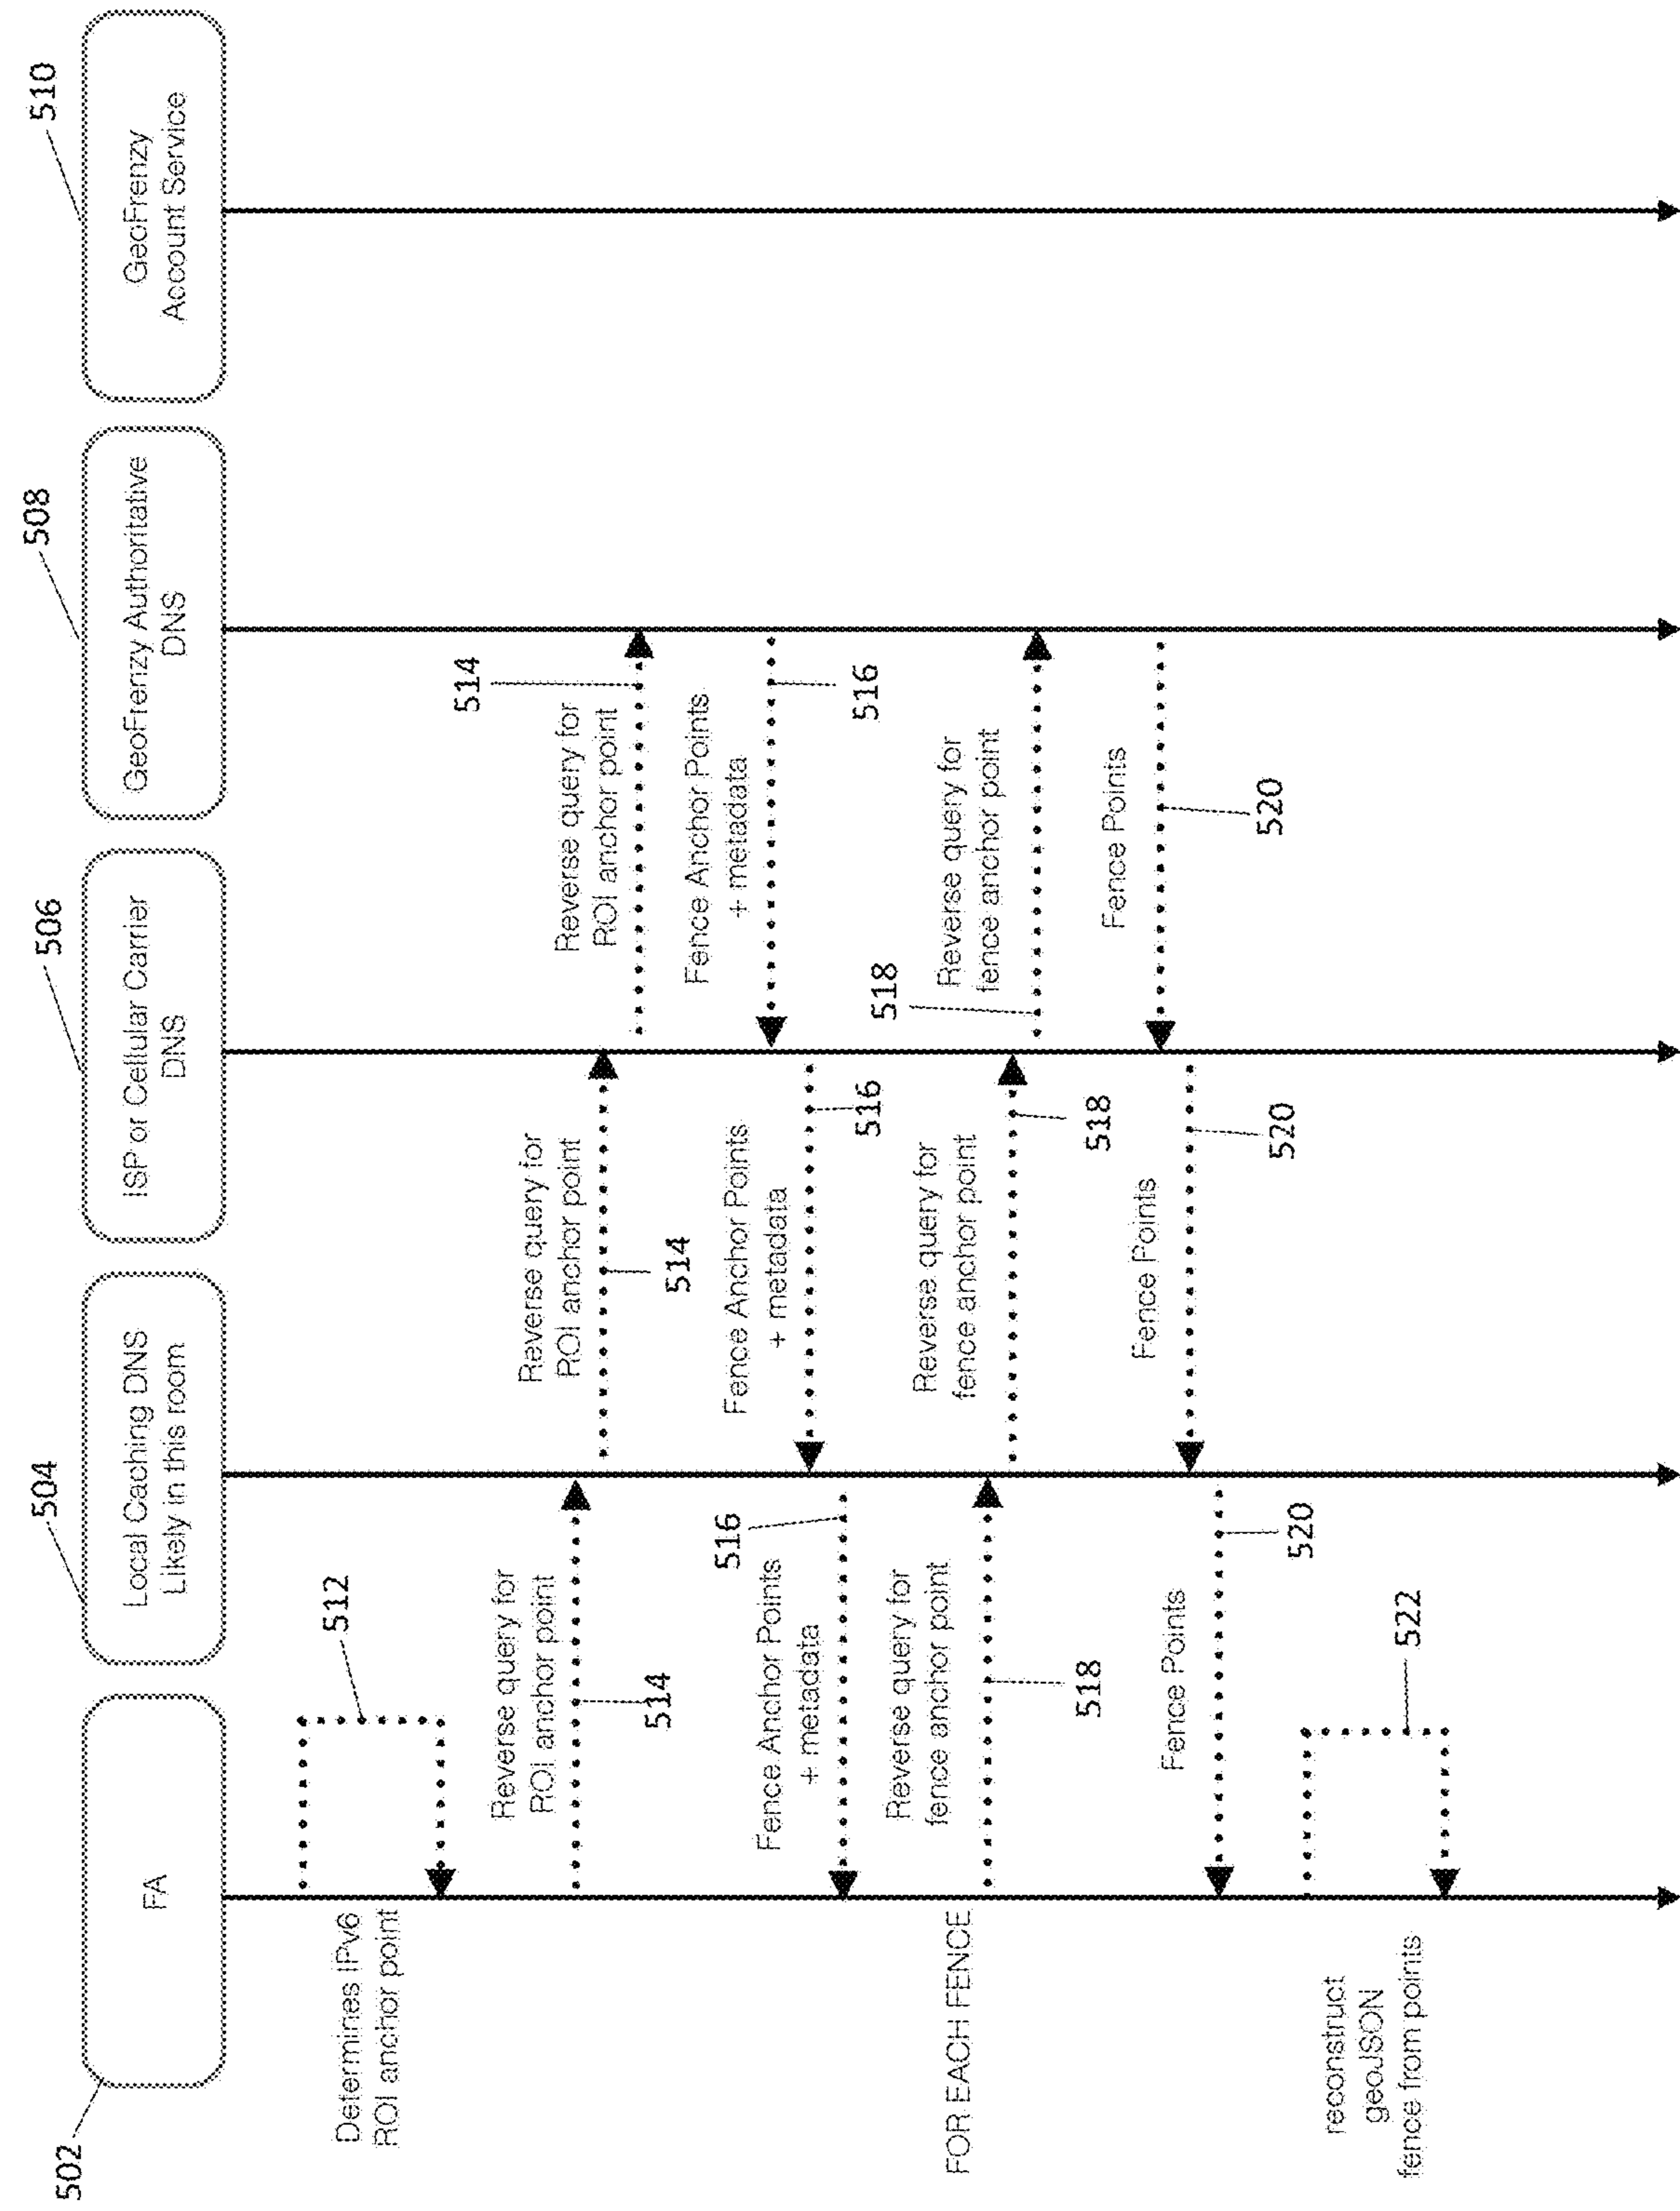 502
504
506
508
510
FA
Local Caching DNS
Likely in this room
ISP or Cellular Carrier
DNS
GeoFrenzy Authoritative
DNS
GeoFrenzy
Account Service
Determines IPv6
ROI anchor point
512
Reverse query for
ROI anchor point
514
Reverse query for
ROI anchor point
514
Reverse query for
ROI anchor point
514
Fence Anchor Points
+ metadata
516
Fence Anchor Points
+ metadata
516
Fence Anchor Points
+ metadata
516
FOR EACH FENCE
Reverse query for
fence anchor point
518
Reverse query for
fence anchor point
518
Reverse query for
fence anchor point
518
Fence Points
520
Fence Points
520
Fence Points
520
reconstruct
geoJSON
fence from points
522